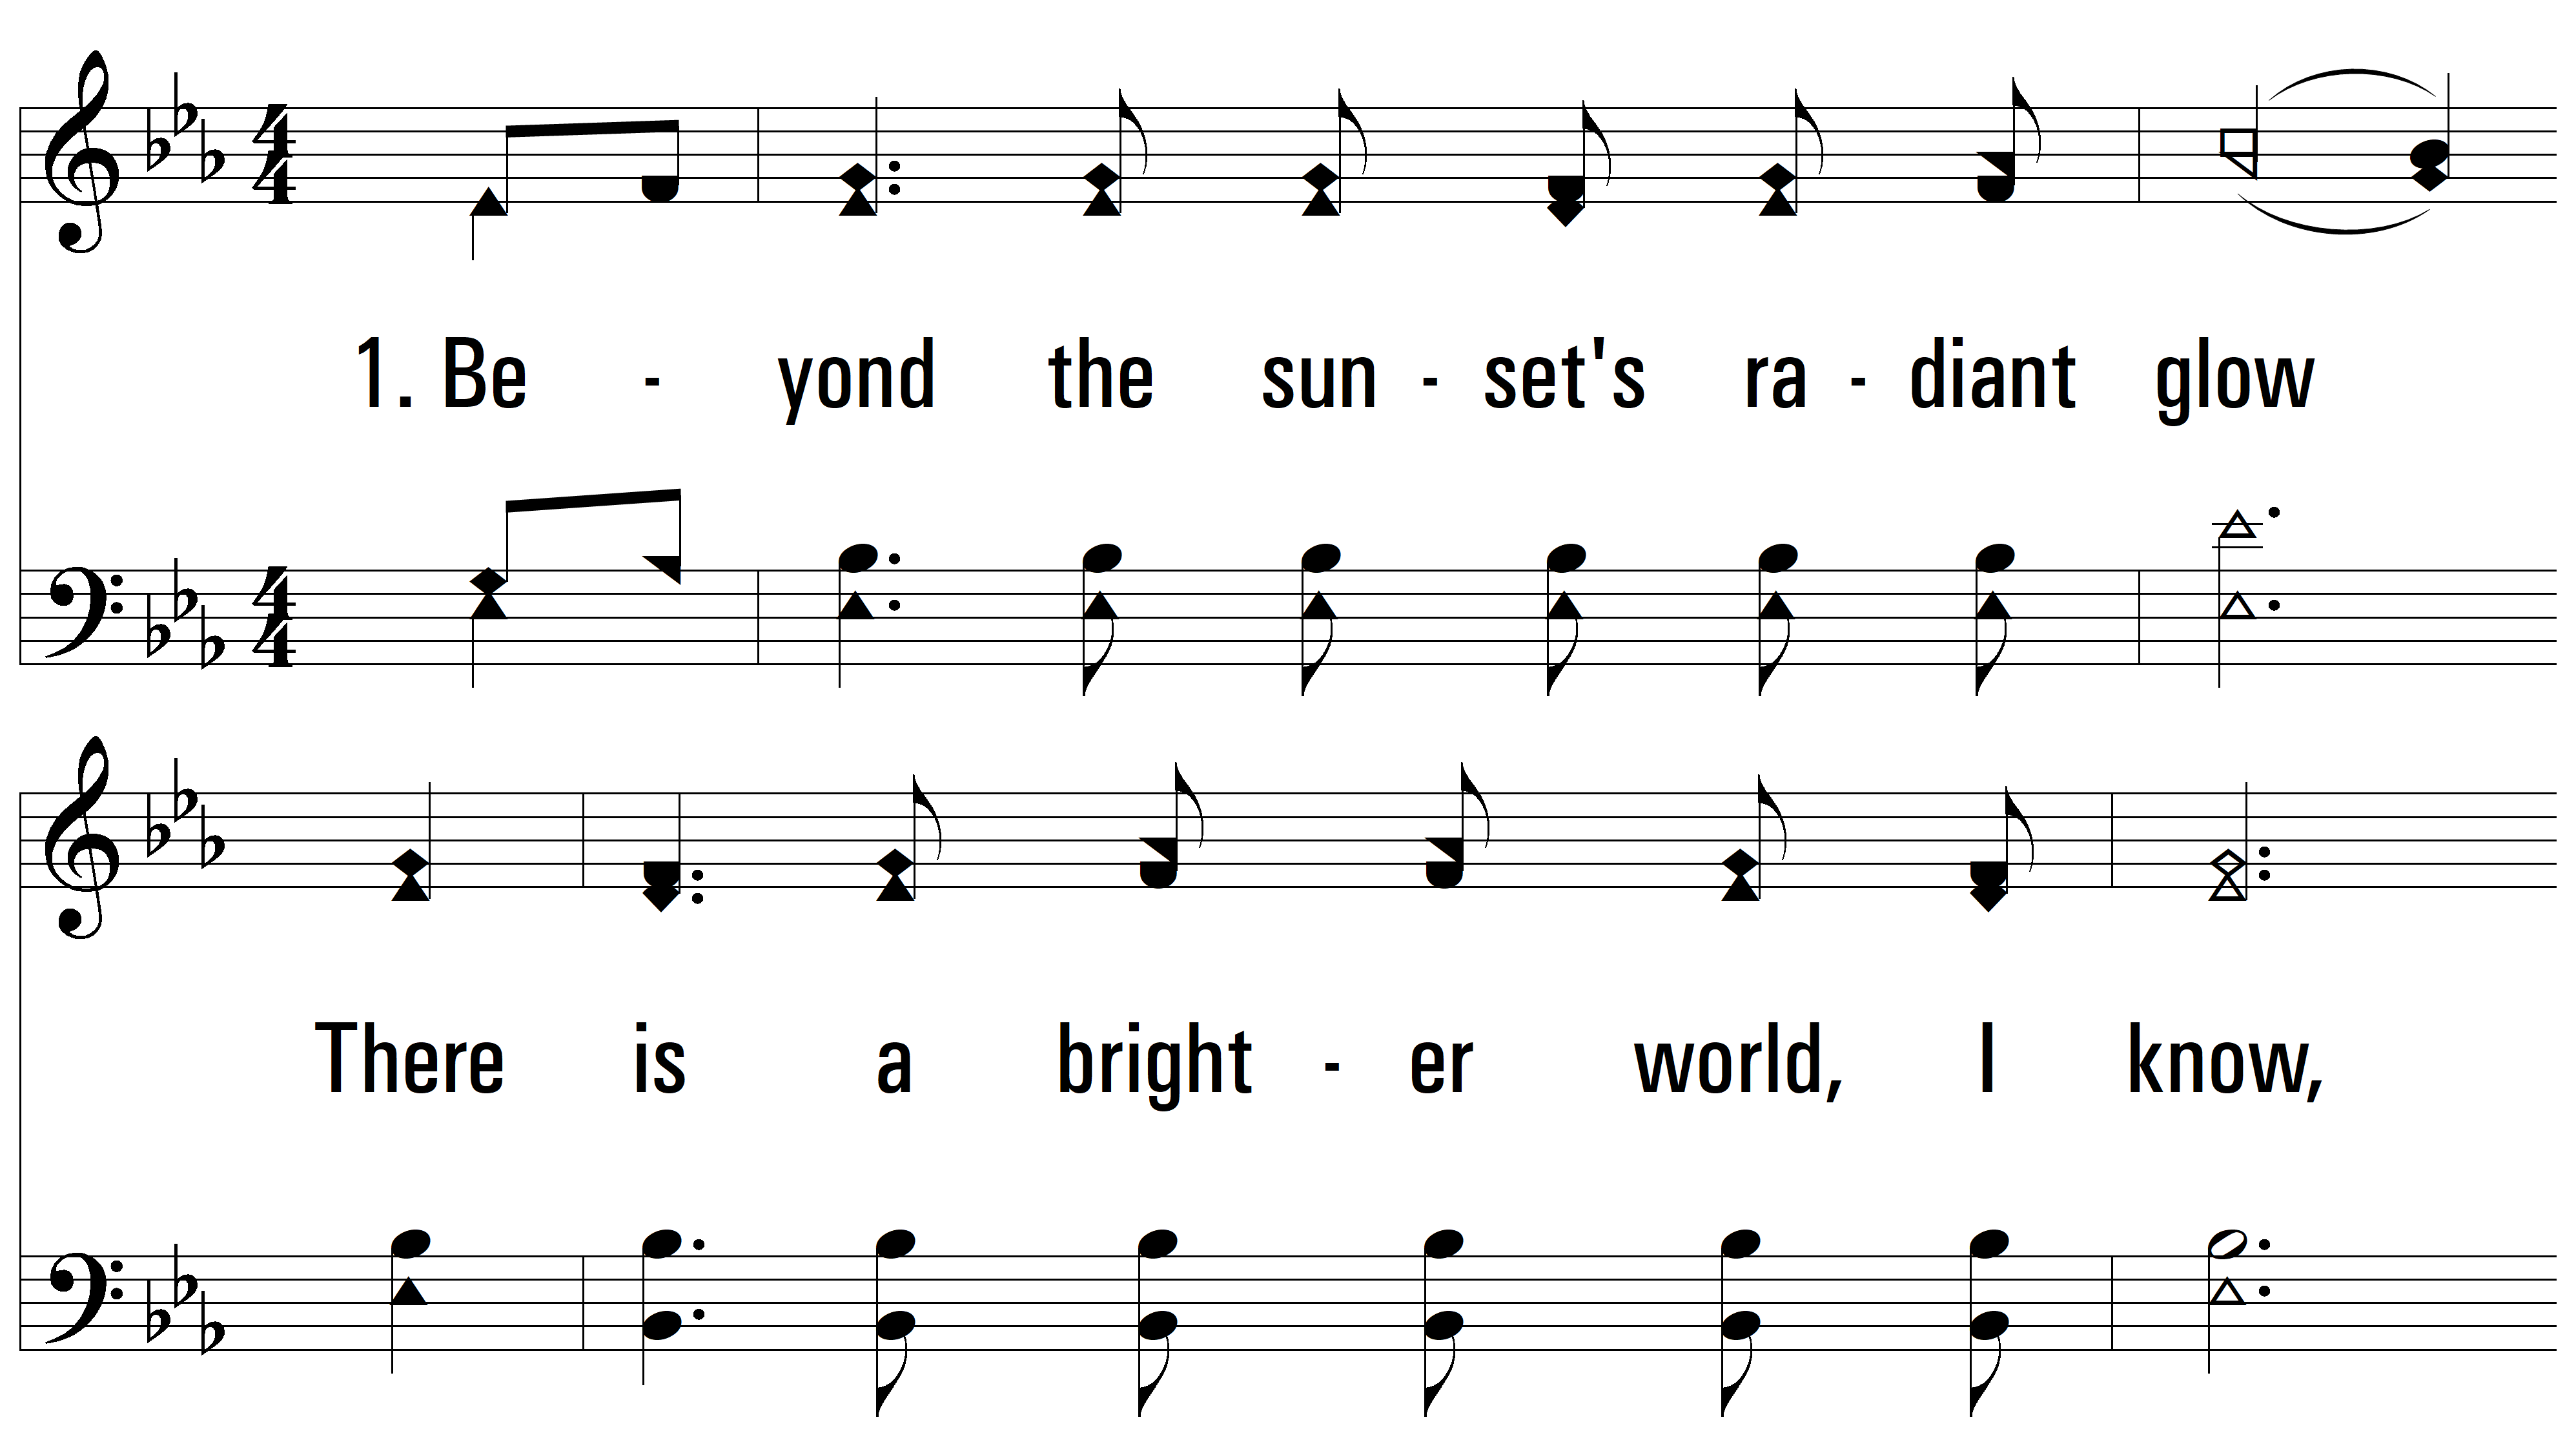 1. Be - yond the sun - set's ra - diant glow
There is a bright - er world, I know,